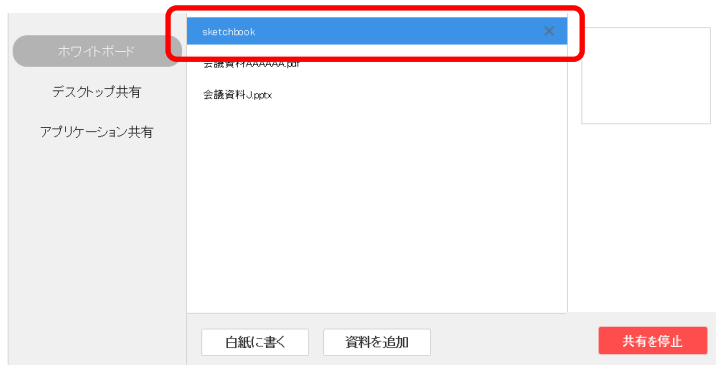 sketchbook
ホワイトボード
会議資料AAAAAA.pdf
デスクトップ共有
会議資料J.pptx
アプリケーション共有
白紙に書く
資料を追加
共有を停止